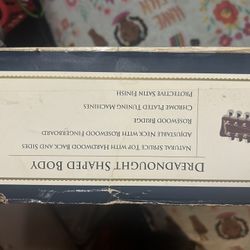 DREADNOUGHT SHAPED BODY
NATURAL SPRUCE TOP WITH HARDWOOD BACK AND SIDES
ADJUSTABLE NECK WITH ROSEWOOD FINGERBOARD
ROSEWOOD BRIDGE
CHROME PLATED TUNING MACHINES
PROTECTIVE SATIN FINISH